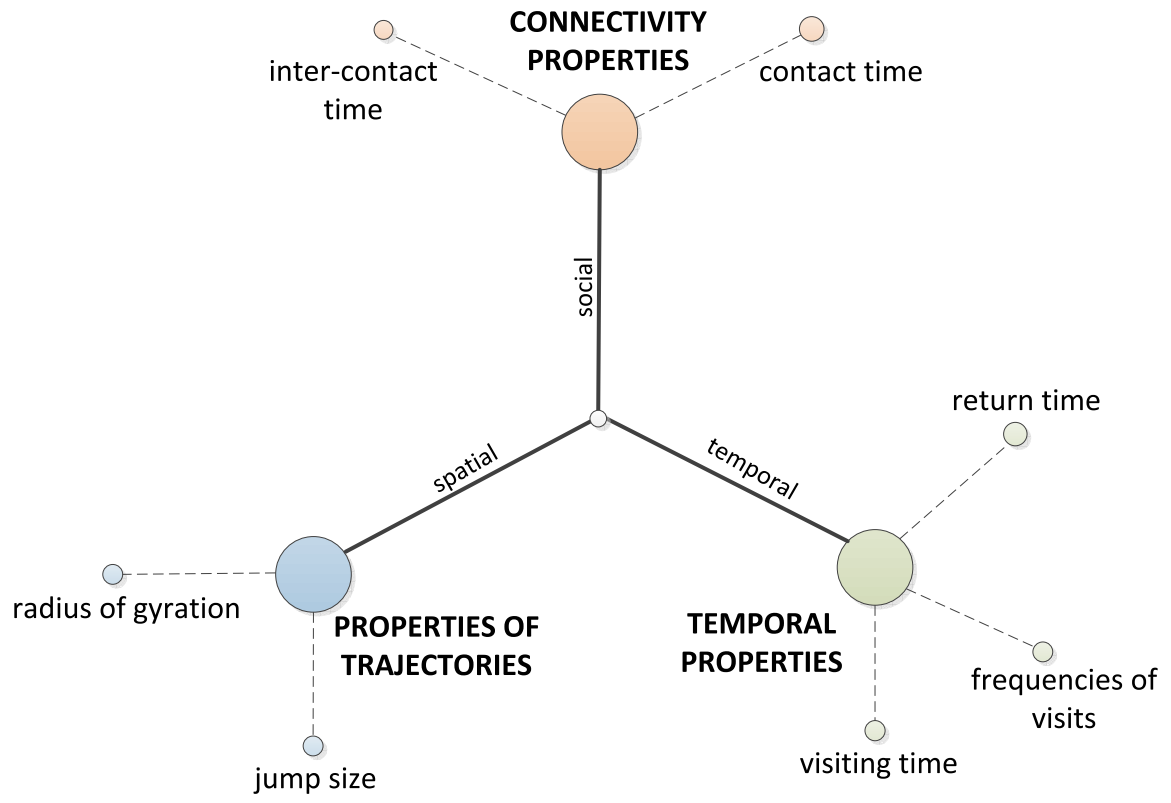 CONNECTIVITY
PROPERTIES
inter-contact
time
contact time
social
return time
spatial
temporal
radius of gyration
PROPERTIES OF
TRAJECTORIES
TEMPORAL
PROPERTIES
frequencies of
visits
visiting time
jump size